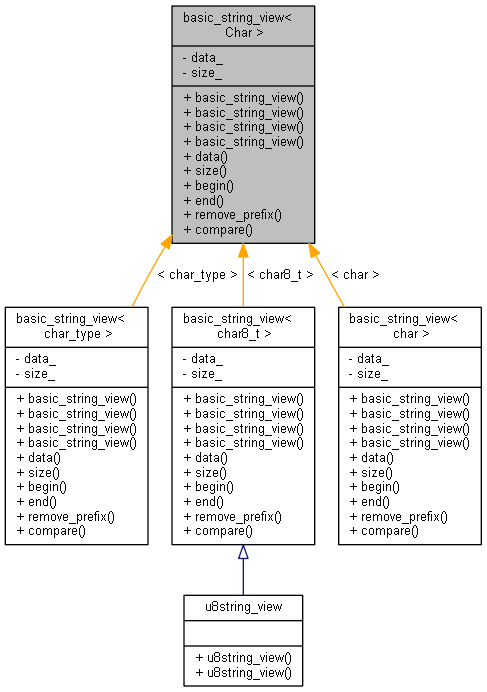 basic_string_view<
Char >
- data_
- size_
+ basic_string_view()
+ basic_string_view()
+ basic_string_view()
+ basic_string_view()
+ data()
+ size()
+ begin()
+ end()
+ remove_prefix()
+ compare()
< char_type >
< char8_t >
< char >
basic_string_view<
char_type >
- data_
- size_
+ basic_string_view()
+ basic_string_view()
+ basic_string_view()
+ basic_string_view()
+ data()
+ size()
+ begin()
+ end()
+ remove_prefix()
+ compare()
basic_string_view<
char8_t >
- data_
- size_
+ basic_string_view()
+ basic_string_view()
+ basic_string_view()
+ basic_string_view()
+ data()
+ size()
+ begin()
+ end()
+ remove_prefix()
+ compare()
basic_string_view<
char >
- data_
- size_
+ basic_string_view()
+ basic_string_view()
+ basic_string_view()
+ basic_string_view()
+ data()
+ size()
+ begin()
+ end()
+ remove_prefix()
+ compare()
u8string_view
+ u8string_view()
+ u8string_view()